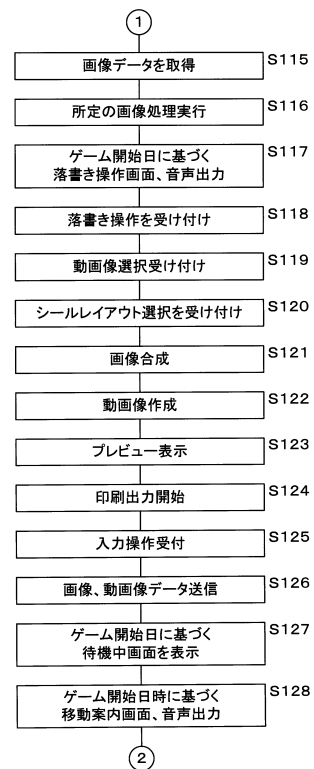 1
画像データを取得 S115
所定の画像処理実行 S116
ゲーム開始日に基づく S117
落書き操作画面、音声出力
落書き操作を受け付け S118
動画像選択受け付け S119
シールレイアウト選択を受け付け S120
画像合成 S121
動画像作成 S122
プレビュー表示 S123
印刷出力開始 S124
入力操作受付 S125
画像、動画像データ送信 S126
ゲーム開始日に基づく S127
待機中画面を表示
ゲーム開始日時に基づく S128
移動案内画面、音声出力
2